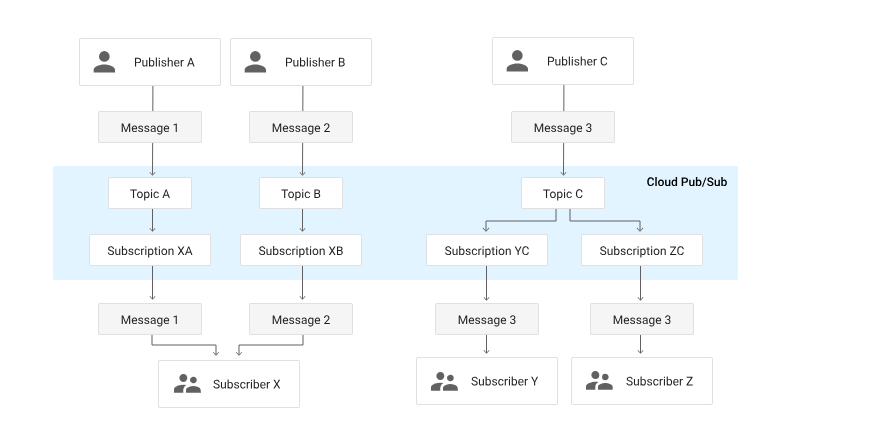 Publisher A
Publisher B
Publisher C
Message 1
Message 2
Message 3
Cloud Pub/Sub
Topic A
Topic B
Topic C
Subscription XA
Subscription XB
Subscription YC
Subscription ZC
Message 1
Message 2
Message 3
Message 3
Subscriber X
Subscriber Y
Subscriber Z